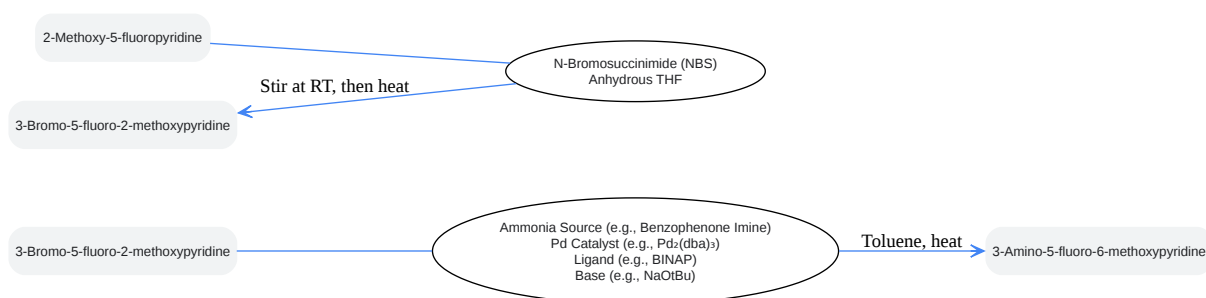 2-Methoxy-5-fluoropyridine
N-Bromosuccinimide (NBS)
Anhydrous THF
Stir at RT, then heat
3-Bromo-5-fluoro-2-methoxypyridine
3-Bromo-5-fluoro-2-methoxypyridine
Ammonia Source (e.g., Benzophenone Imine)
Pd Catalyst (e.g., Pd₂(dba)₃)
Ligand (e.g., BINAP)
Base (e.g., NaOtBu)
Toluene, heat
3-Amino-5-fluoro-6-methoxypyridine